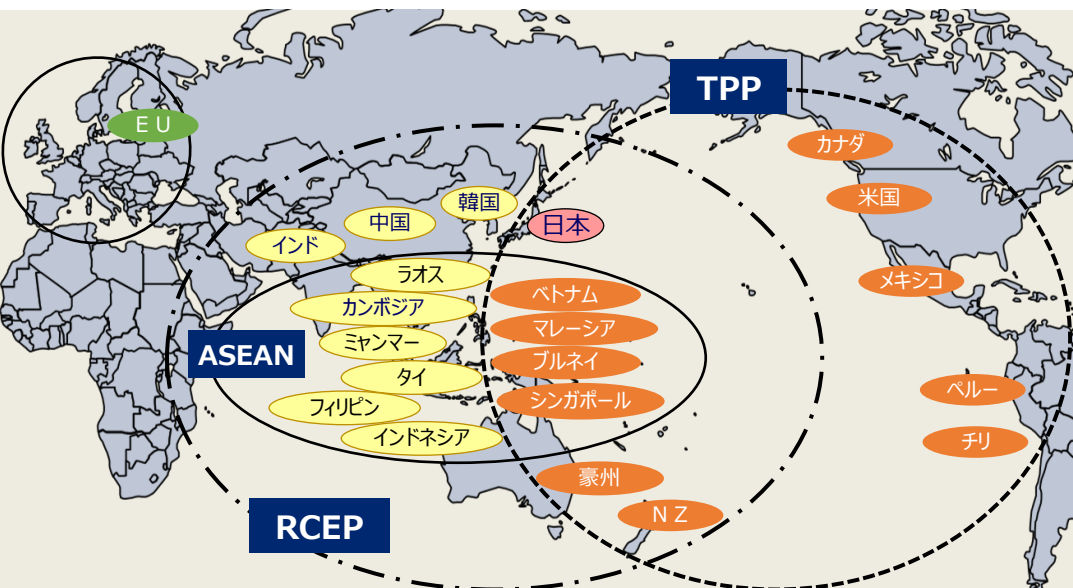 TPP
EU
カナダ
韓国
米国
中国
日本
インド
ラオス
メキシコ
ベトナム
カンボジア
マレーシア
ミャンマー
ASEAN
ブルネイ
タイ
ペルー
シンガポール
フィリピン
インドネシア
チリ
豪州
RCEP
NZ